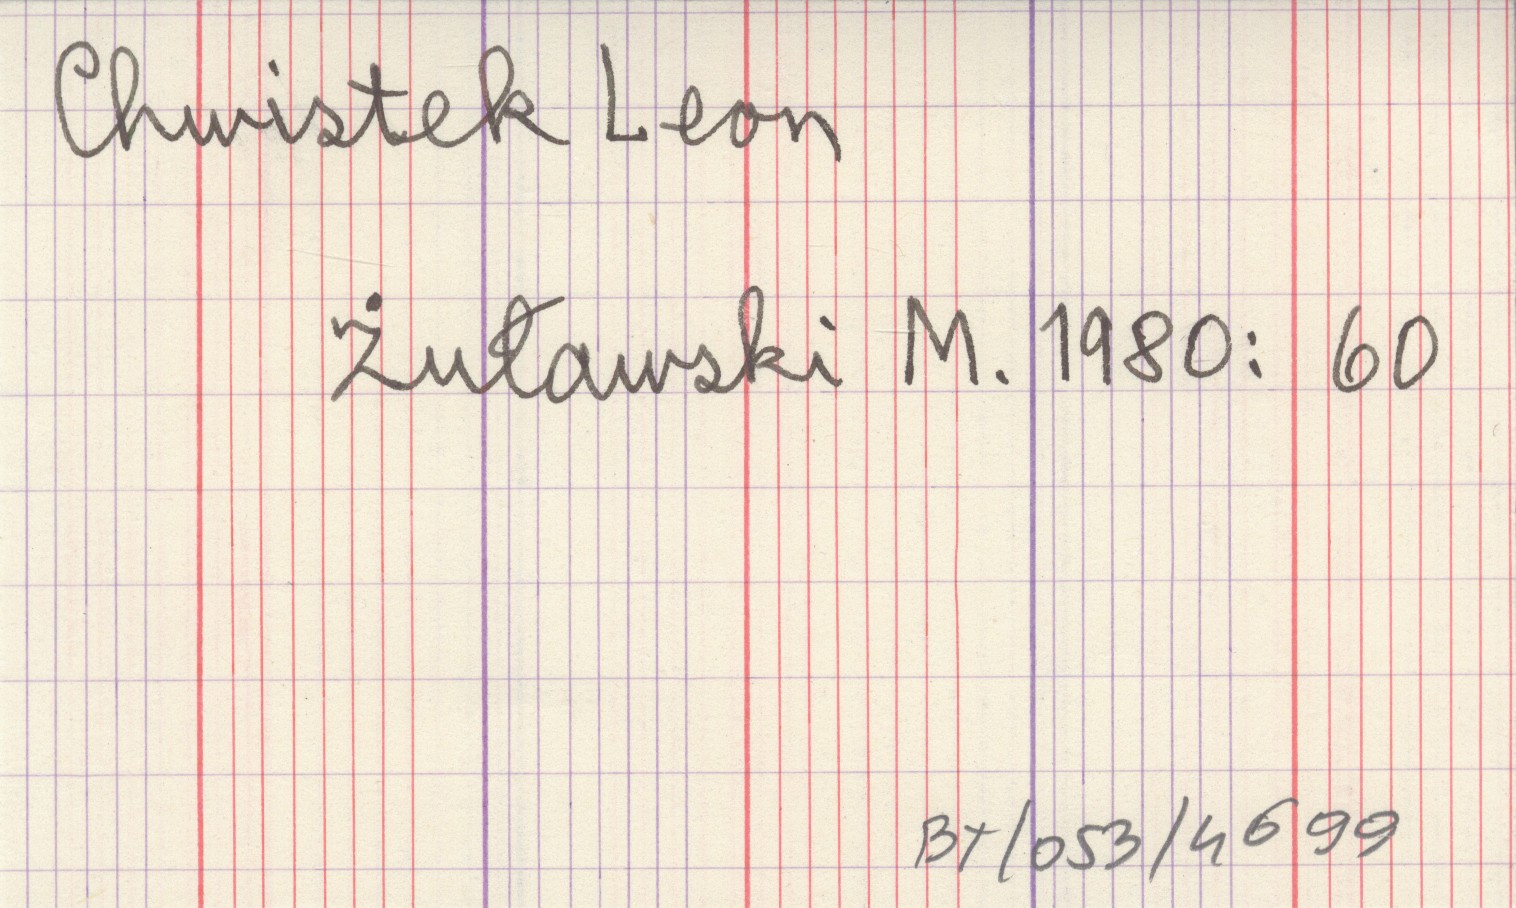 Chwistek Leon
Żuławski M. 1980: 60
BT/053/4699